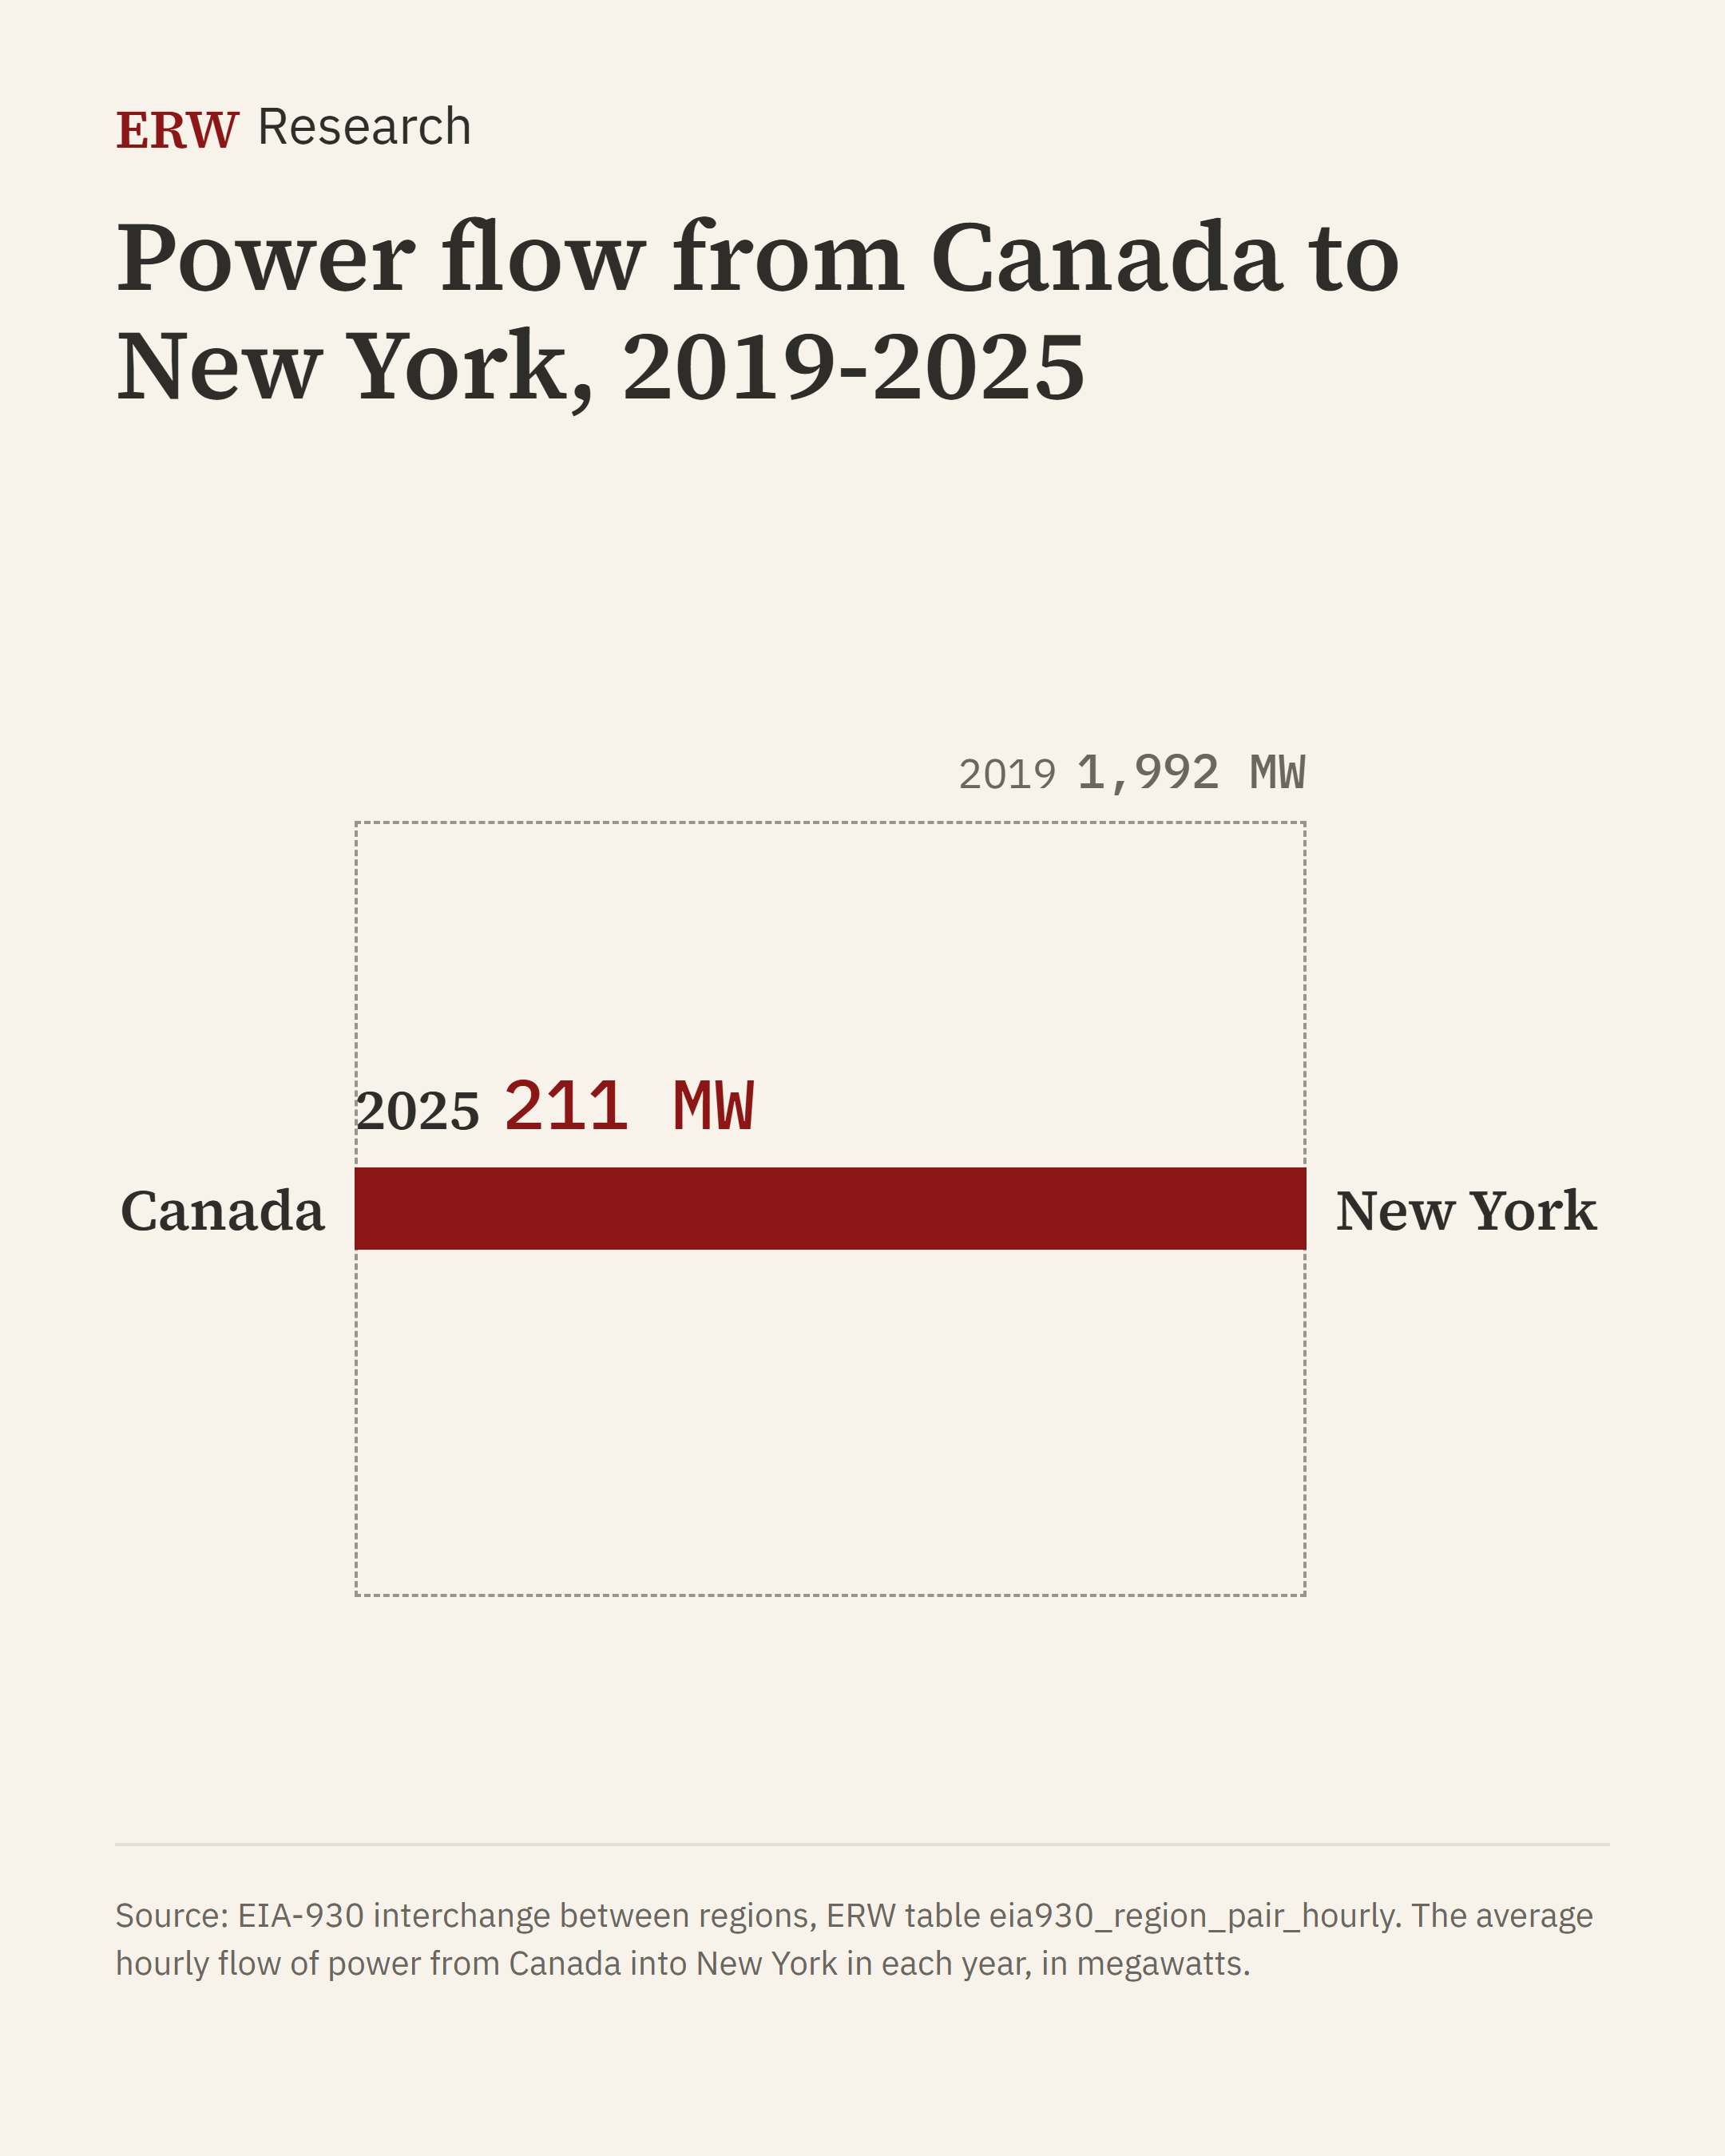 ERW Research
Power flow from Canada to
New York, 2019-2025
2019 1,992 MW
2025 211 MW
Canada
New York
Source: EIA-930 interchange between regions, ERW table eia930_region_pair_hourly. The average
hourly flow of power from Canada into New York in each year, in megawatts.